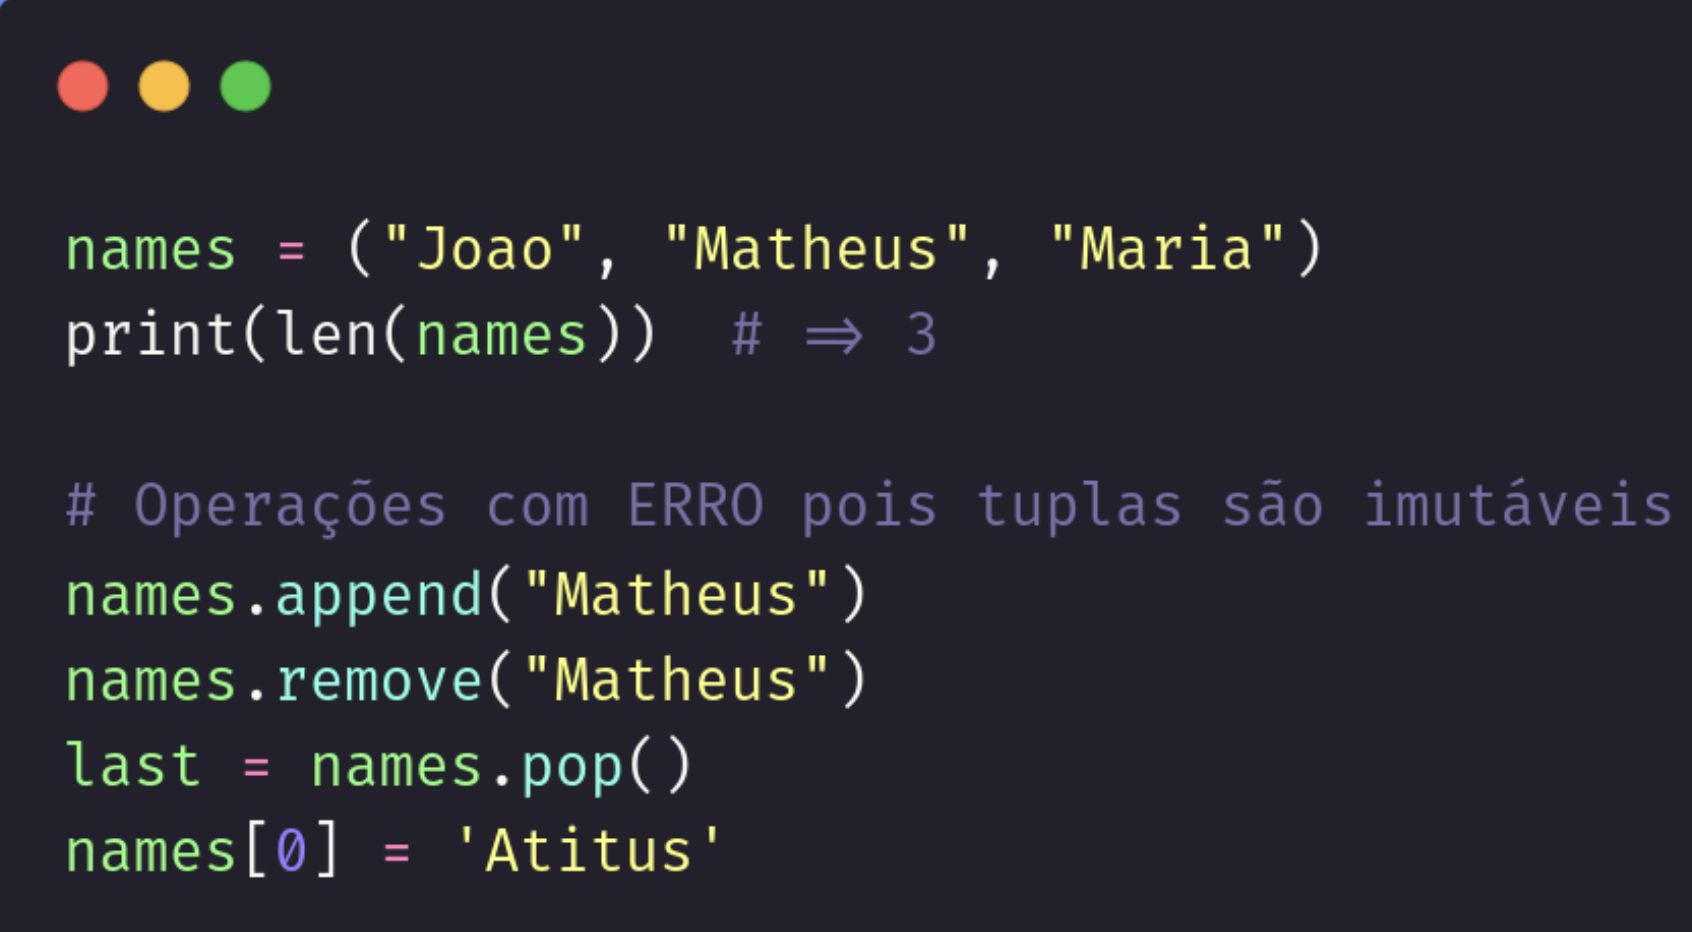 names = ("Joao", "Matheus", "Maria")
print(len(names))  # => 3
# Operações com ERRO pois tuplas são imutáveis
names.append("Matheus")
names.remove("Matheus")
last = names.pop()
names[0] = 'Atitus'